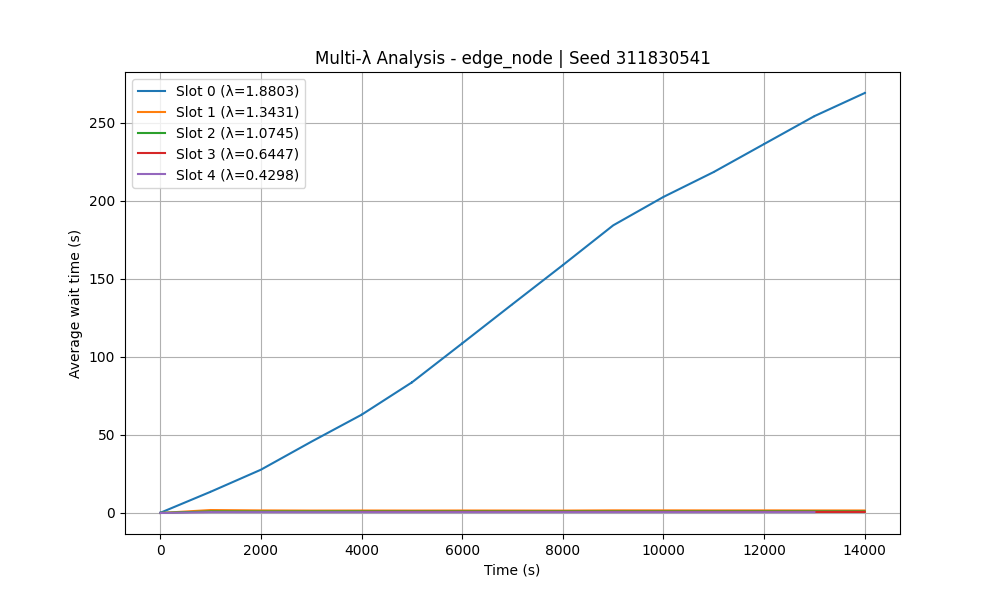 Multi-λ Analysis - edge_node | Seed 311830541
Slot 0 (λ=1.8803)
Slot 1 (λ=1.3431)
Slot 2 (λ=1.0745)
Slot 3 (λ=0.6447)
Slot 4 (λ=0.4298)
Average wait time (s)
250
200
150
100
50
0
0 2000 4000 6000 8000 10000 12000 14000
Time (s)